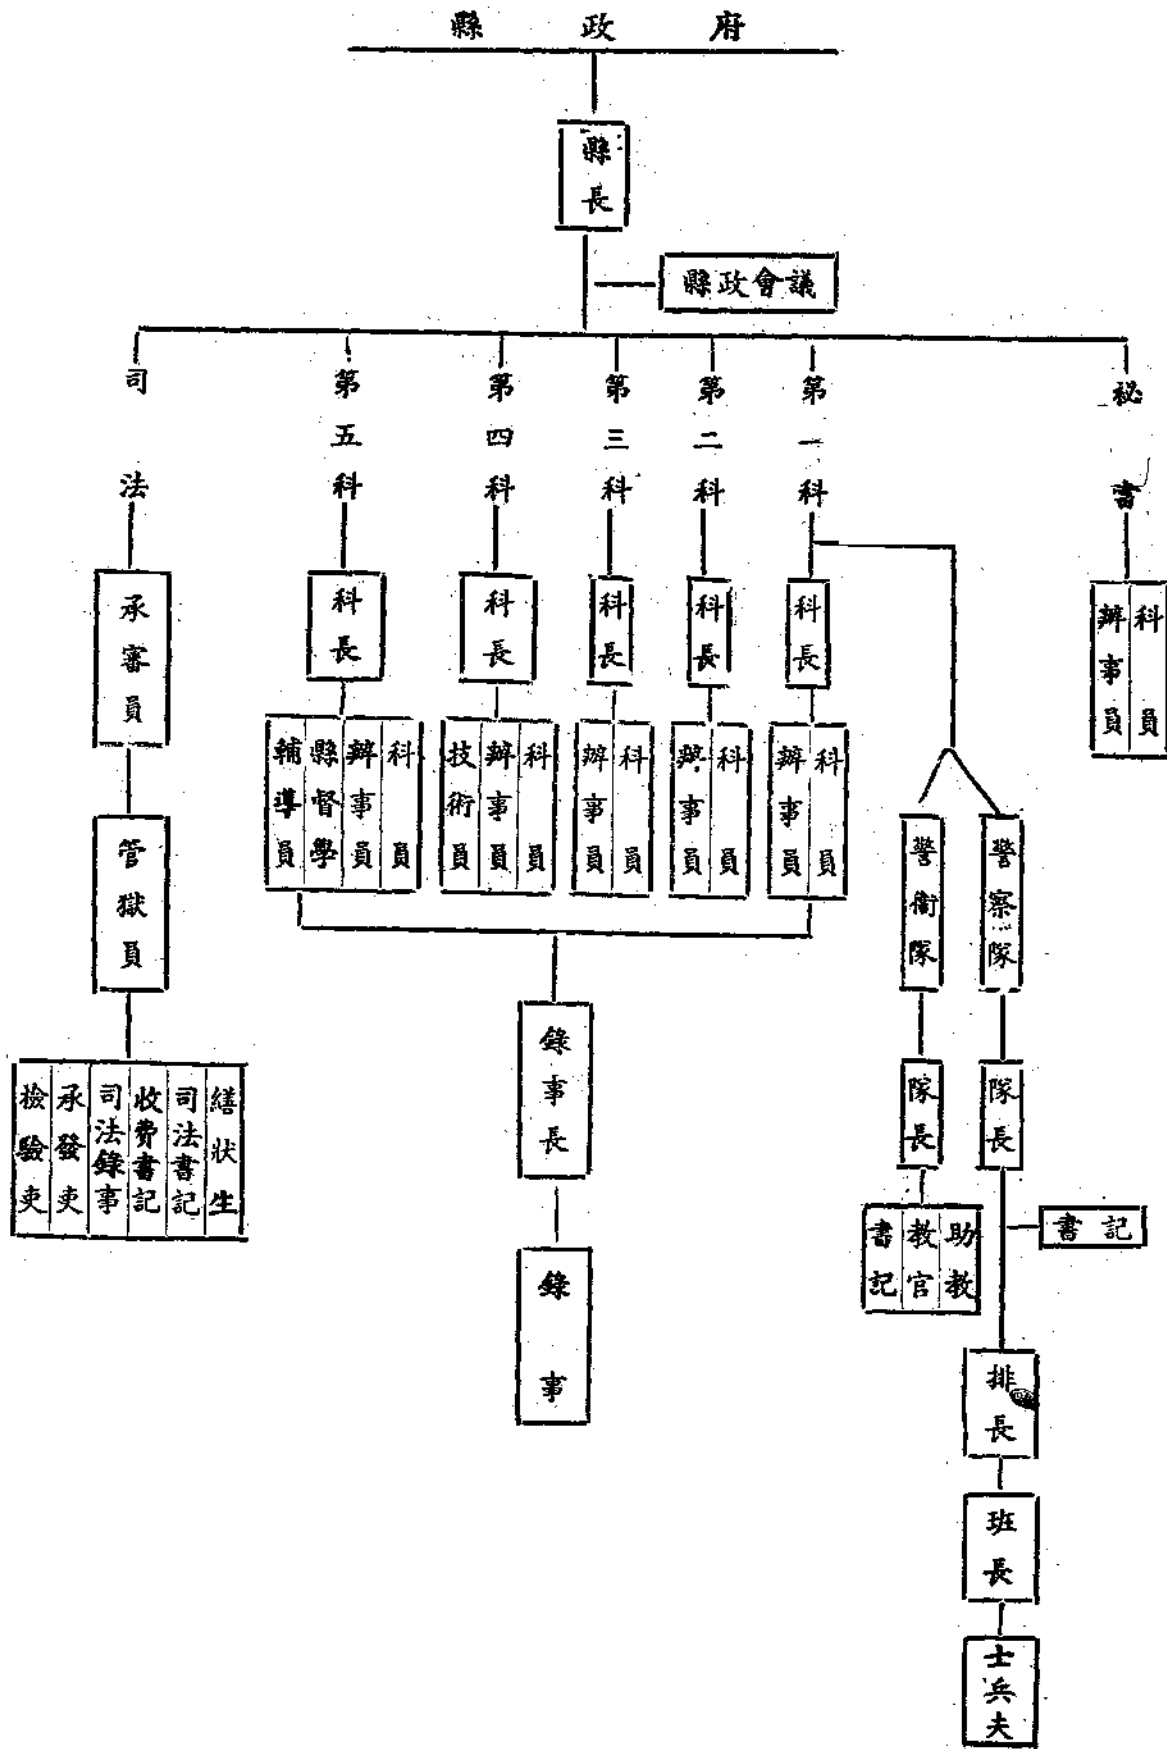 縣政府
縣長
縣政會議
秘書
科員
辦事員
第一科
科長
科員
辦事員
警察隊
隊長
書記
排長
班長
士兵夫
警衛隊
隊長
助教
教官
書記
第二科
科長
科員
辦事員
第三科
科長
科員
辦事員
第四科
科長
科員
辦事員
技術員
第五科
科長
科員
辦事員
縣督學
輔導員
錄事長
錄事
司法
承審員
管獄員
繕狀生
司法書記
收費書記
司法錄事
承發吏
檢驗吏